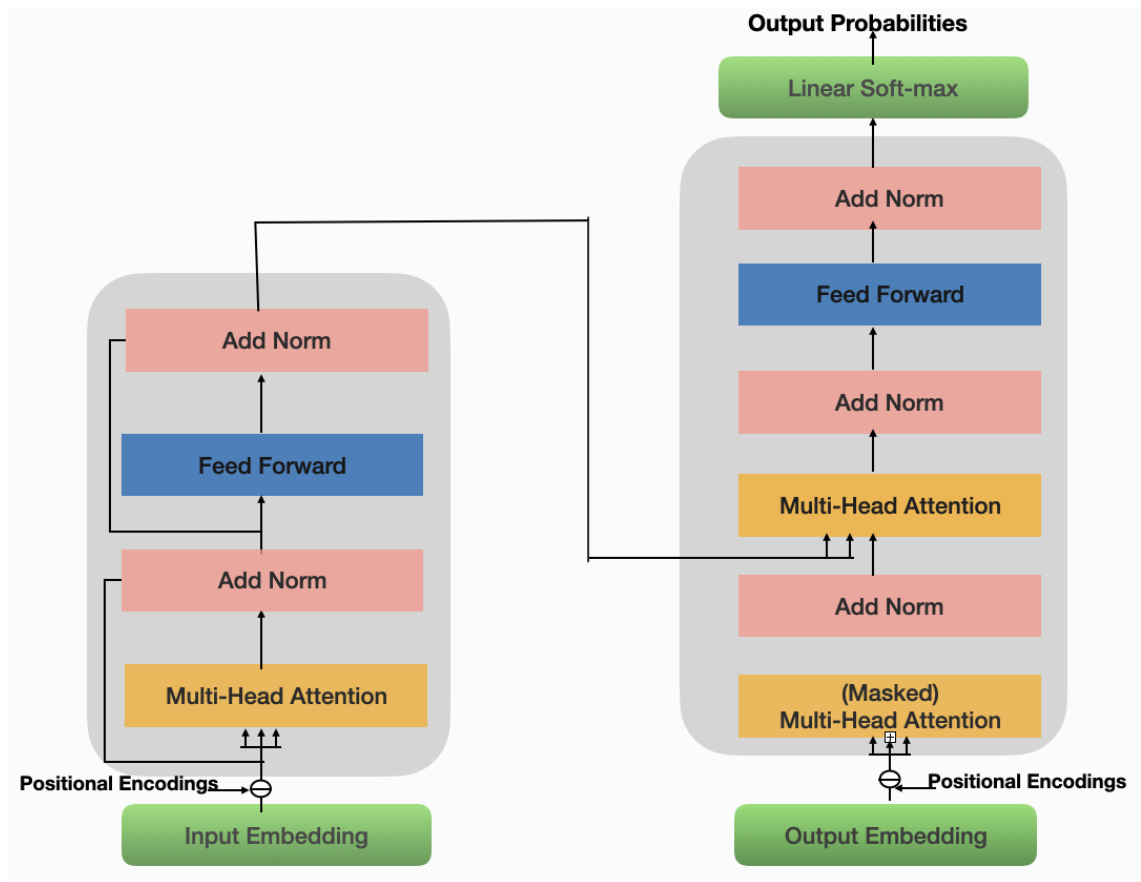 Output Probabilities
Linear Soft-max
Add Norm
Feed Forward
Add Norm
Multi-Head Attention
Add Norm
(Masked)
Multi-Head Attention
Positional Encodings
Output Embedding
Add Norm
Feed Forward
Add Norm
Multi-Head Attention
Positional Encodings
Input Embedding